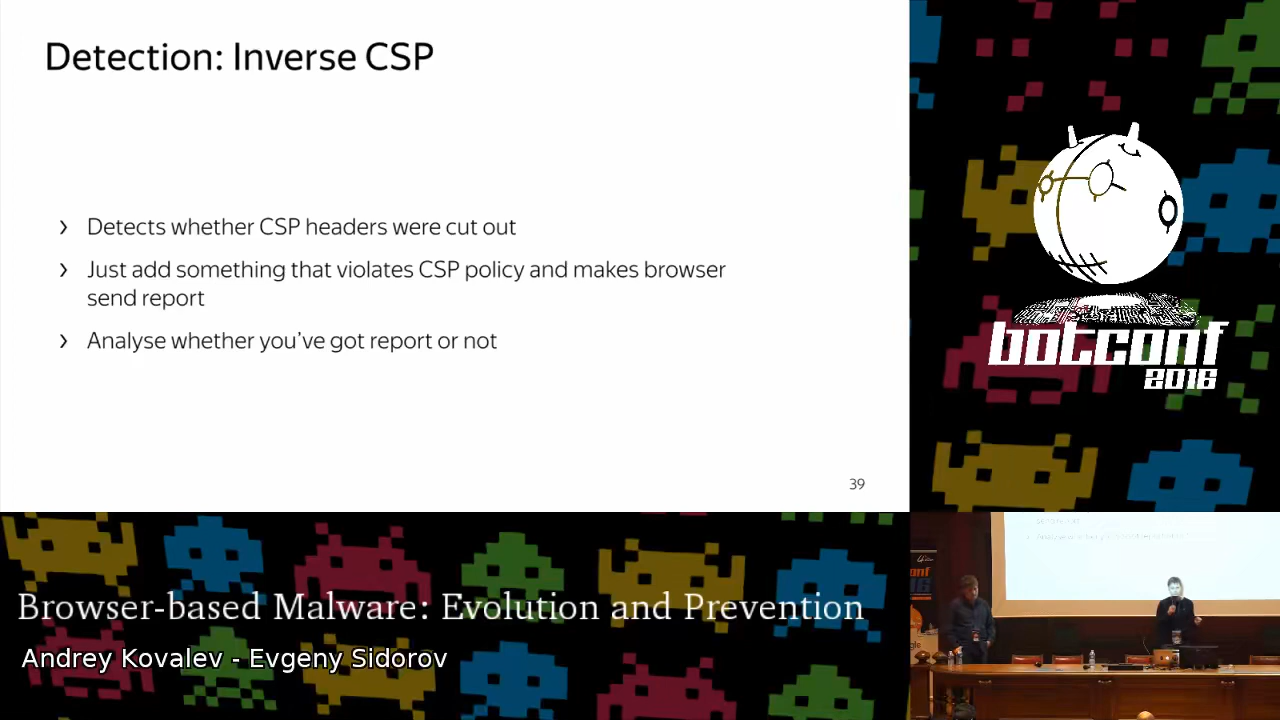 Detection: Inverse CSP
› Detects whether CSP headers were cut out
› Just add something that violates CSP policy and makes browser
send report
› Analyse whether you've got report or not
39
botconf
2016
Browser-based Malware: Evolution and Prevention
Andrey Kovalev - Evgeny Sidorov